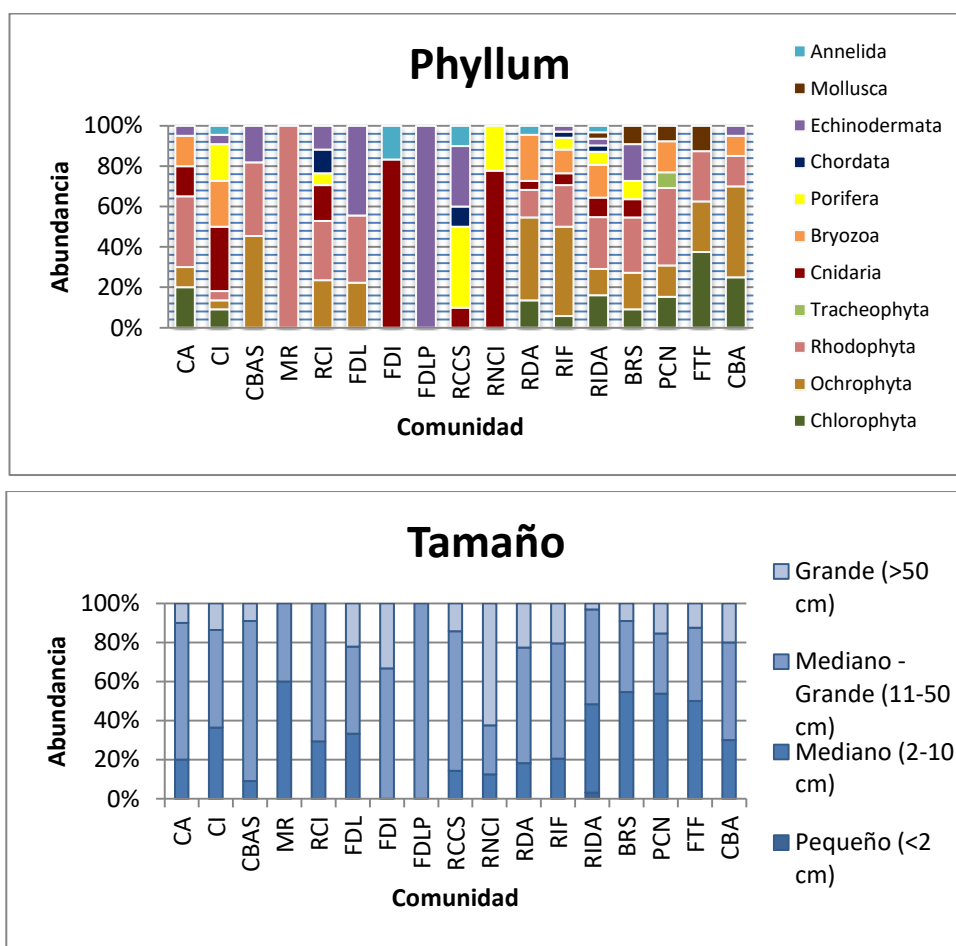 Phyllum
Abundancia
100%
80%
60%
40%
20%
0%
CA
CI
CBAS
MR
RCI
FDL
FDI
FDLP
RCCS
RNCI
RDA
RIF
RIDA
BRS
PCN
FTF
CBA
Comunidad
Annelida
Mollusca
Echinodermata
Chordata
Porifera
Bryozoa
Cnidaria
Tracheophyta
Rhodophyta
Ochrophyta
Chlorophyta
Tamaño
Abundancia
100%
80%
60%
40%
20%
0%
CA
CI
CBAS
MR
RCI
FDL
FDI
FDLP
RCCS
RNCI
RDA
RIF
RIDA
BRS
PCN
FTF
CBA
Comunidad
Grande (>50
cm)
Mediano -
Grande (11-50
cm)
Mediano (2-10
cm)
Pequeño (<2
cm)